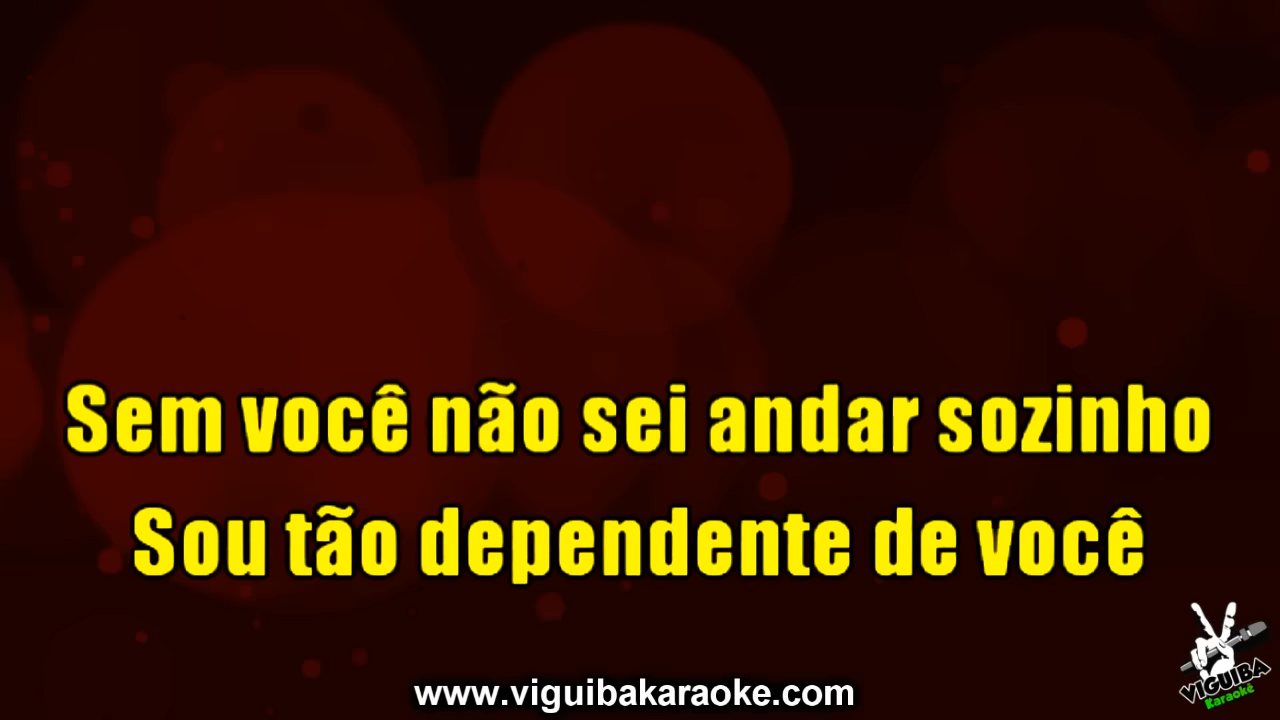 Sem você não sei andar sozinho
Sou tão dependente de você
www.viguibakaraoke.com
VIGUIBA
Karaokê